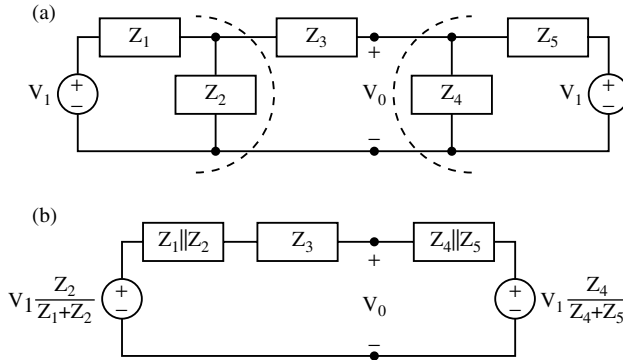 (a)
Z1 Z3 Z5
+ + +
V1 Z2 V0 Z4 V1
− −
−
(b)
Z1||Z2 Z3 Z4||Z5
+
V1 Z2/Z1+Z2 + − V0 + − V1 Z4/Z4+Z5
−